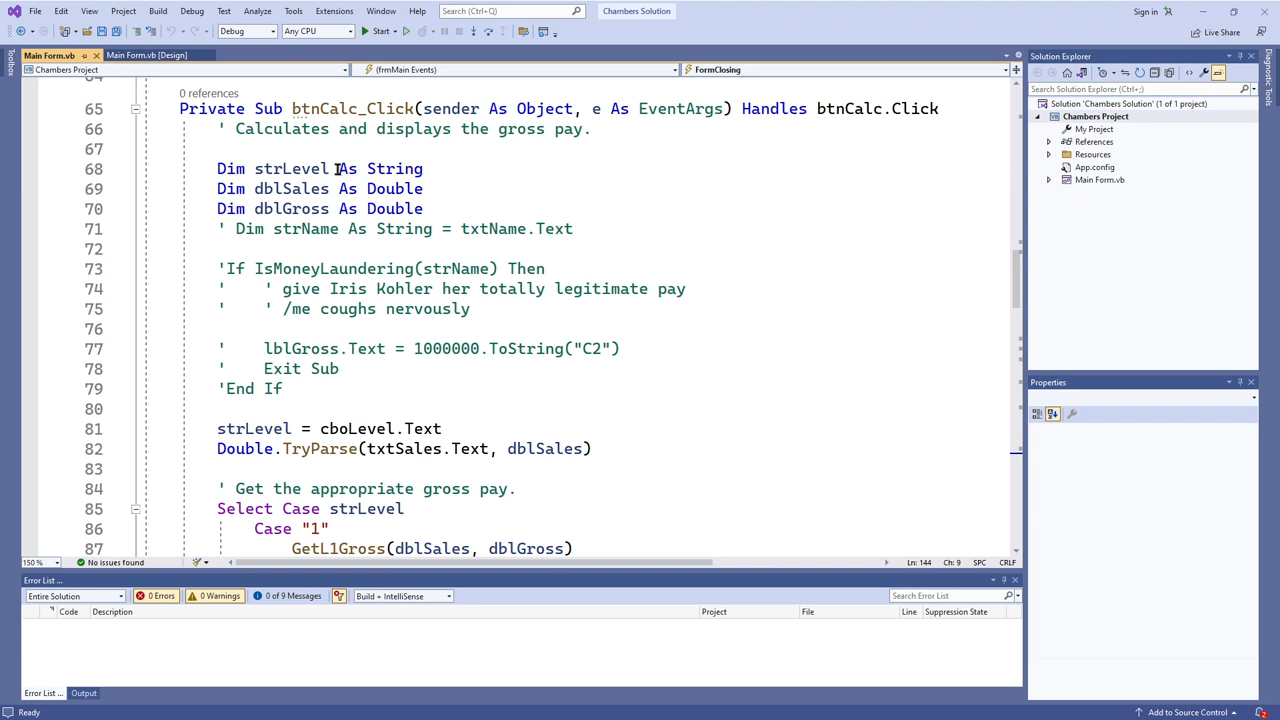 File Edit View Project Build Debug Test Analyze Tools Extensions Window Help Search (Ctrl+Q) Chambers Solution Sign in
Debug Any CPU Start Live Share
Main Form.vb Main Form.vb [Design]
Chambers Project (frmMain Events) FormClosing
64
0 references
65 Private Sub btnCalc_Click(sender As Object, e As EventArgs) Handles btnCalc.Click
66 ' Calculates and displays the gross pay.
67
68 Dim strLevel As String
69 Dim dblSales As Double
70 Dim dblGross As Double
71 ' Dim strName As String = txtName.Text
72
73 'If IsMoneyLaundering(strName) Then
74 ' ' give Iris Kohler her totally legitimate pay
75 ' ' /me coughs nervously
76
77 ' lblGross.Text = 1000000.ToString("C2")
78 ' Exit Sub
79 'End If
80
81 strLevel = cboLevel.Text
82 Double.TryParse(txtSales.Text, dblSales)
83
84 ' Get the appropriate gross pay.
85 Select Case strLevel
86 Case "1"
87 GetL1Gross(dblSales, dblGross)
150 % No issues found Ln: 144 Ch: 9 SPC CRLF
Error List ...
Entire Solution 0 Errors 0 Warnings 0 of 9 Messages Build + IntelliSense Search Error List
Code Description Project File Line Suppression State
Error List ... Output
Ready Add to Source Control 2
Toolbox
Solution Explorer
Search Solution Explorer (Ctrl+;)
Solution 'Chambers Solution' (1 of 1 project)
Chambers Project
My Project
References
Resources
App.config
Main Form.vb
Properties
Diagnostic Tools